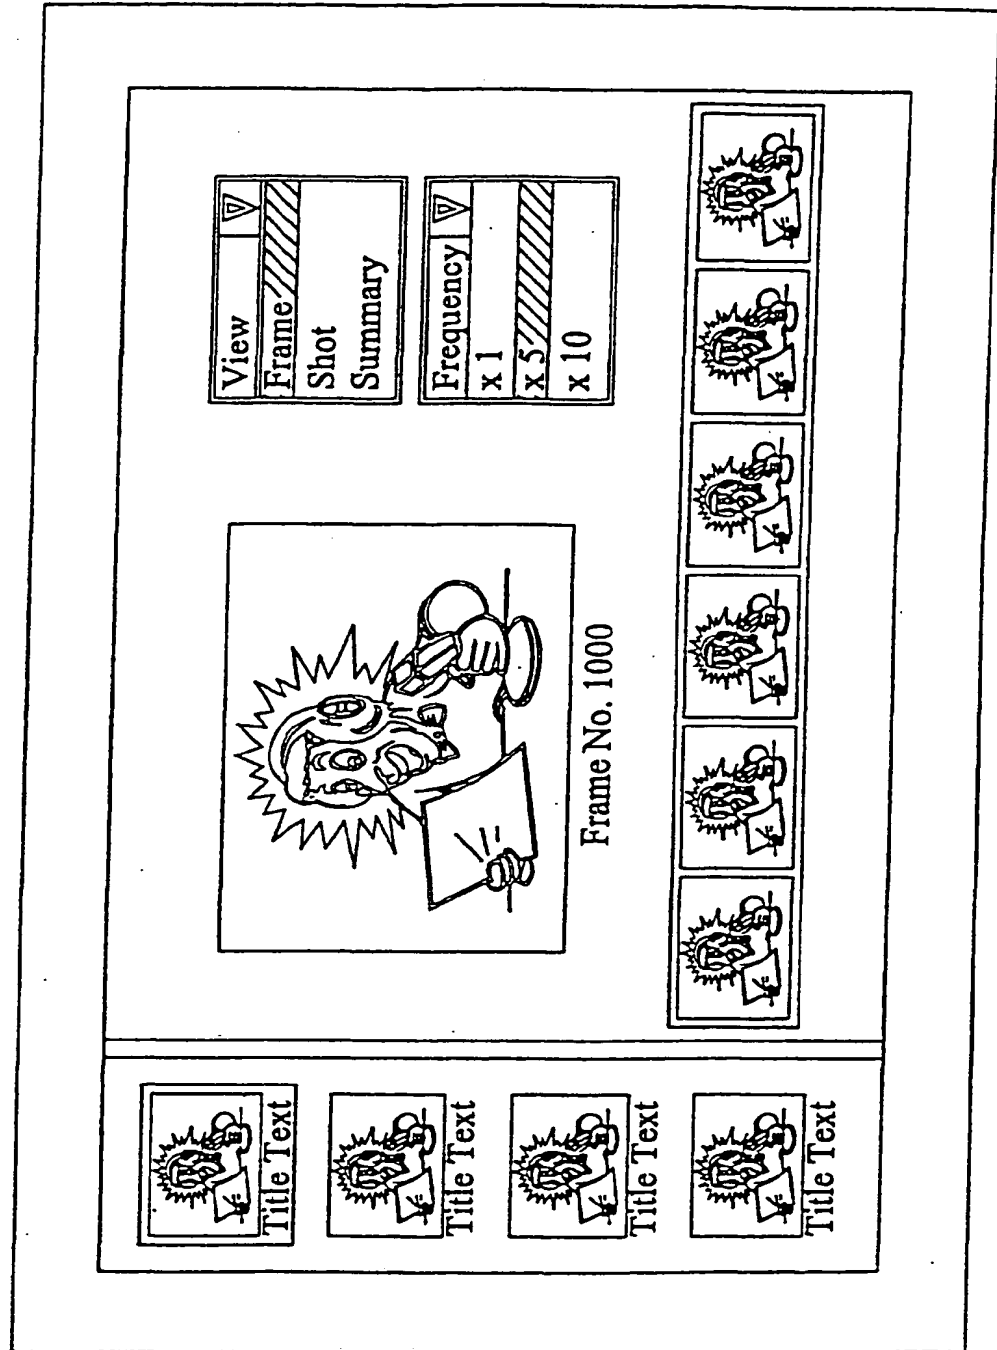 Title Text
Title Text
Title Text
Title Text
Frame No. 1000
View
Frame
Shot
Summary
Frequency
x 1
x 5
x 10